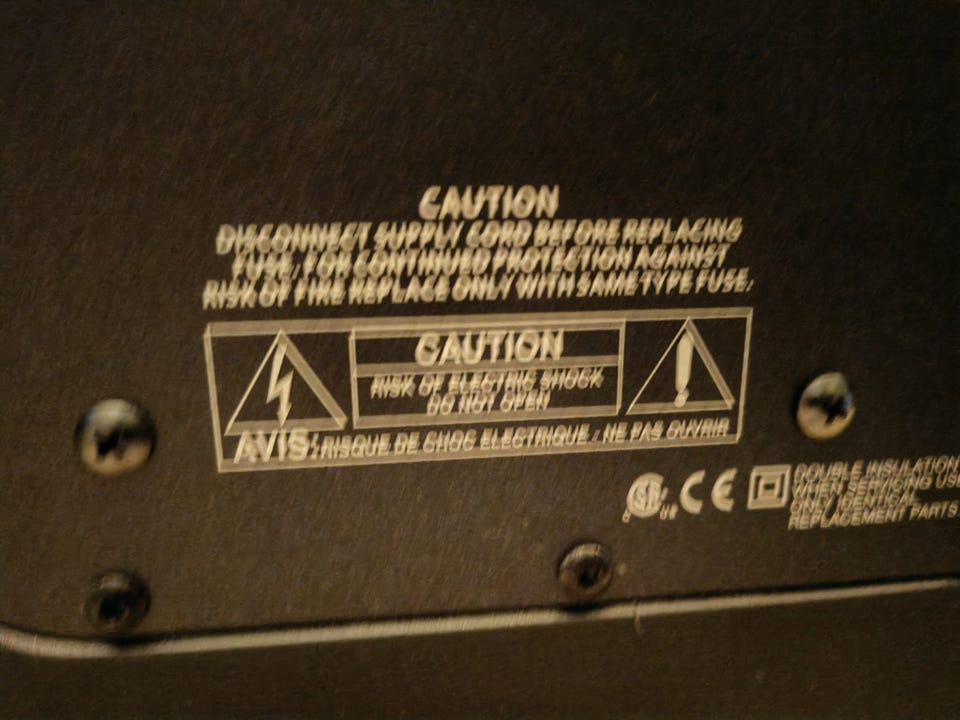 CAUTION
DISCONNECT SUPPLY CORD BEFORE REPLACING
FUSE, FOR CONTINUED PROTECTION AGAINST
RISK OF FIRE REPLACE ONLY WITH SAME TYPE FUSE.
CAUTION
RISK OF ELECTRIC SHOCK
DO NOT OPEN
AVIS: RISQUE DE CHOC ELECTRIQUE, NE PAS OUVRIR
CE
DOUBLE INSULATION
WHEN SERVICING USE
ONLY IDENTICAL
REPLACEMENT PARTS.